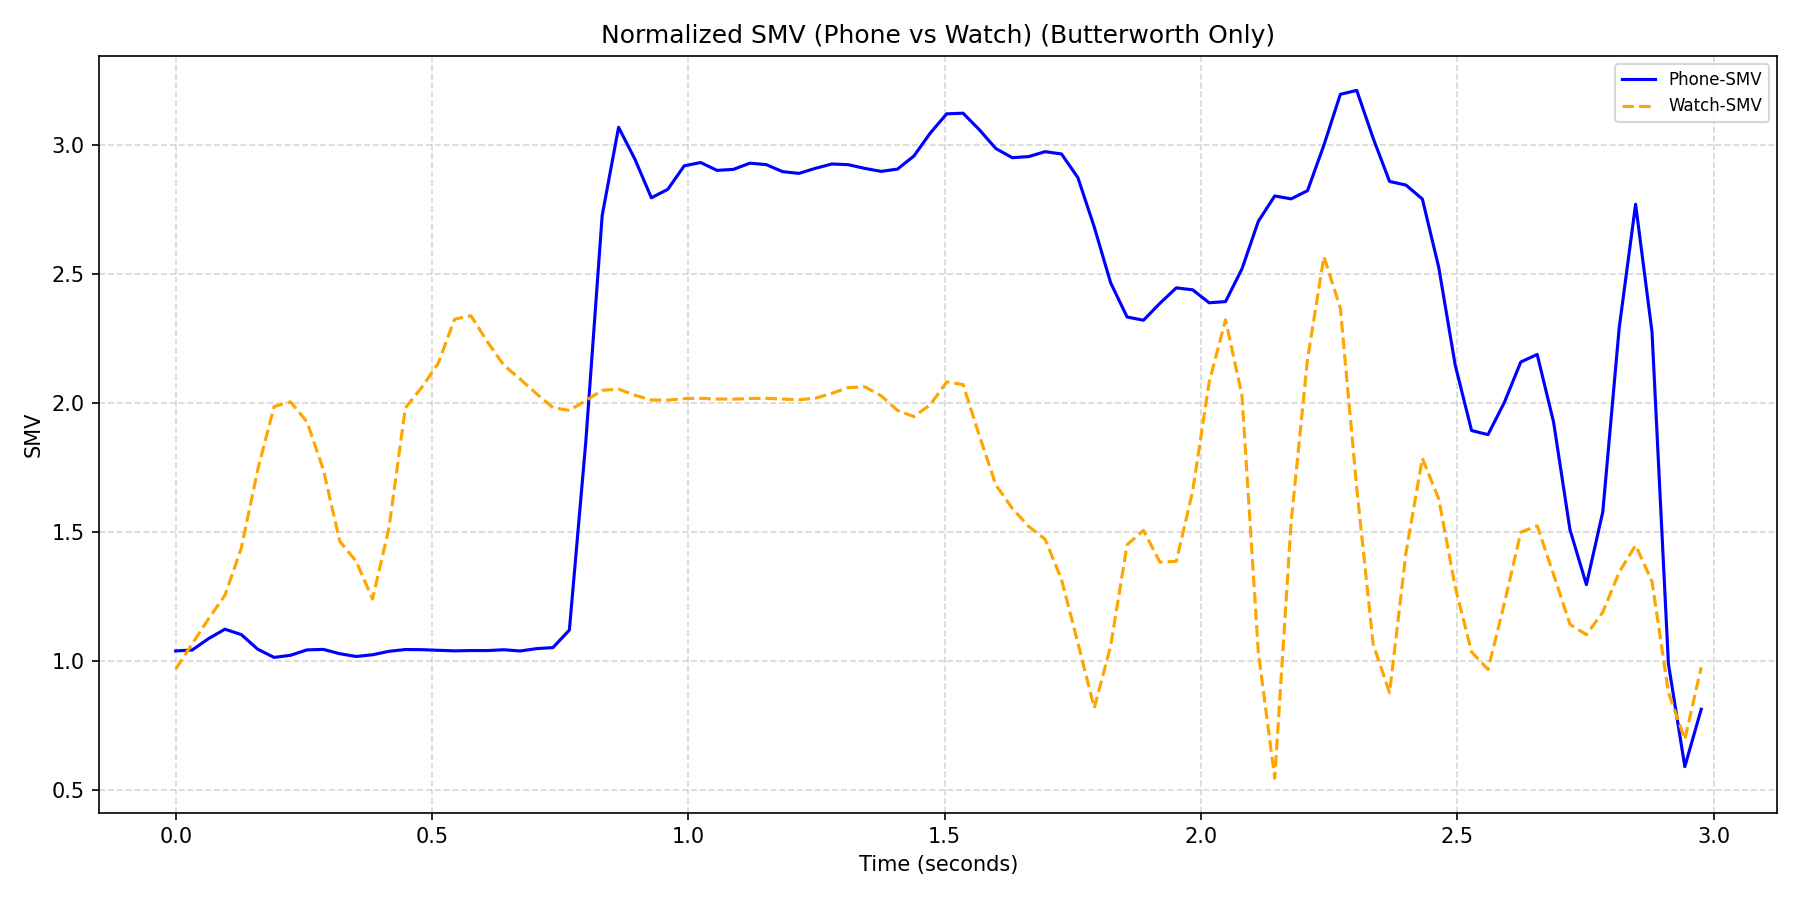 Normalized SMV (Phone vs Watch) (Butterworth Only)
Phone-SMV
Watch-SMV
SMV
3.0
2.5
2.0
1.5
1.0
0.5
0.0 0.5 1.0 1.5 2.0 2.5 3.0
Time (seconds)